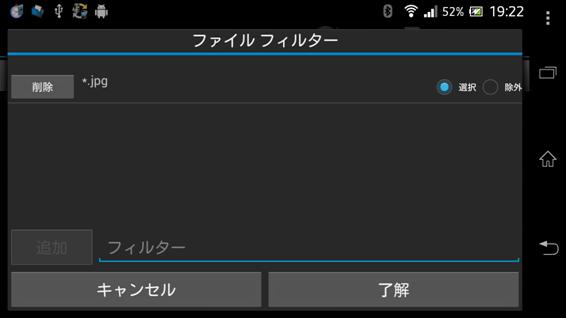 52% 19:22
ファイル フィルター
削除 *.jpg 選択 除外
追加 フィルター
キャンセル 了解